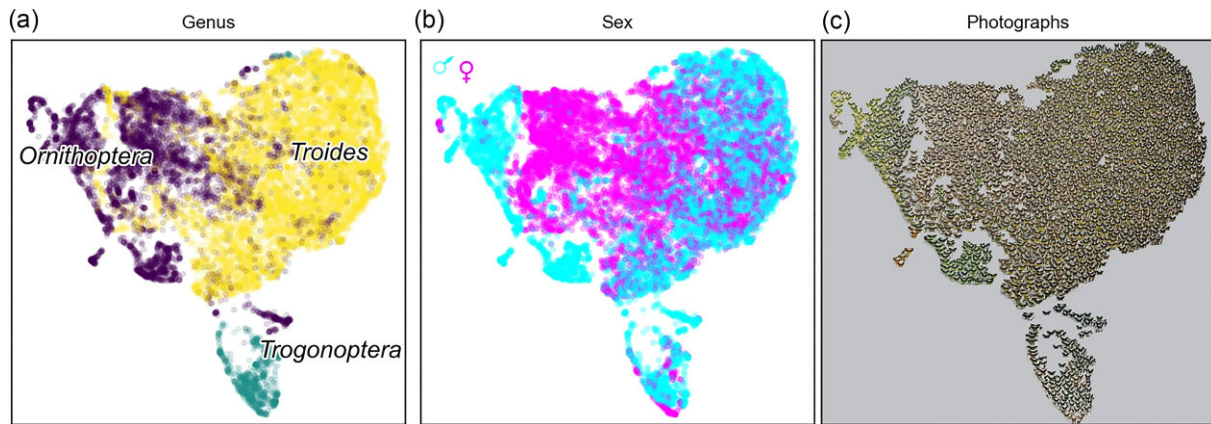 (a) Genus
(b) Sex
(c) Photographs
♂ ♀
Ornithoptera
Troides
Trogonoptera